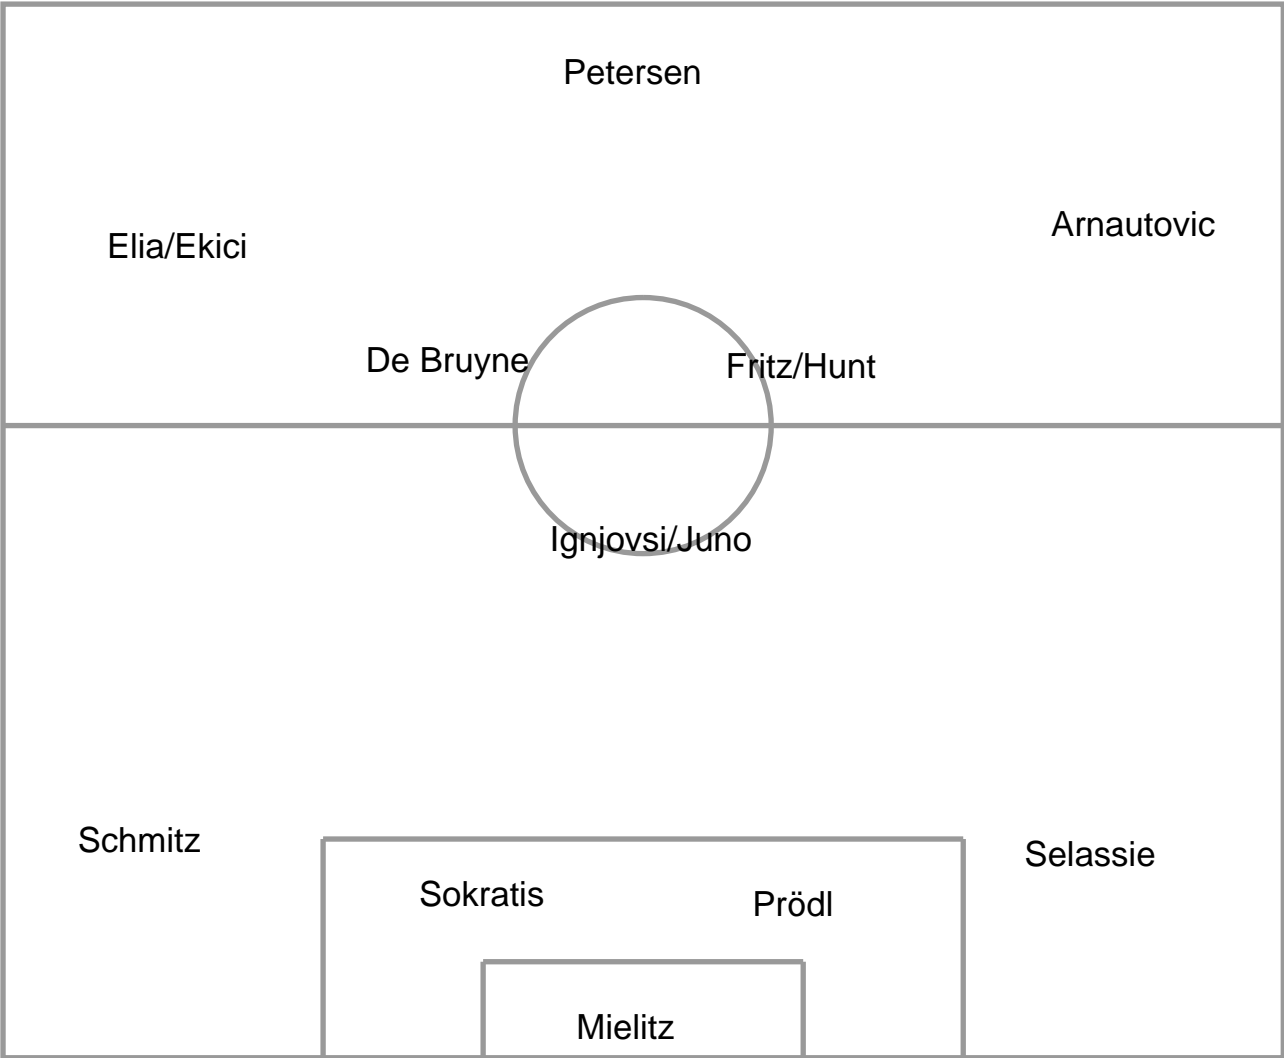 Petersen
Arnautovic
Elia/Ekici
De Bruyne
Fritz/Hunt
Ignjovsi/Juno
Schmitz
Selassie
Sokratis
Prödl
Mielitz